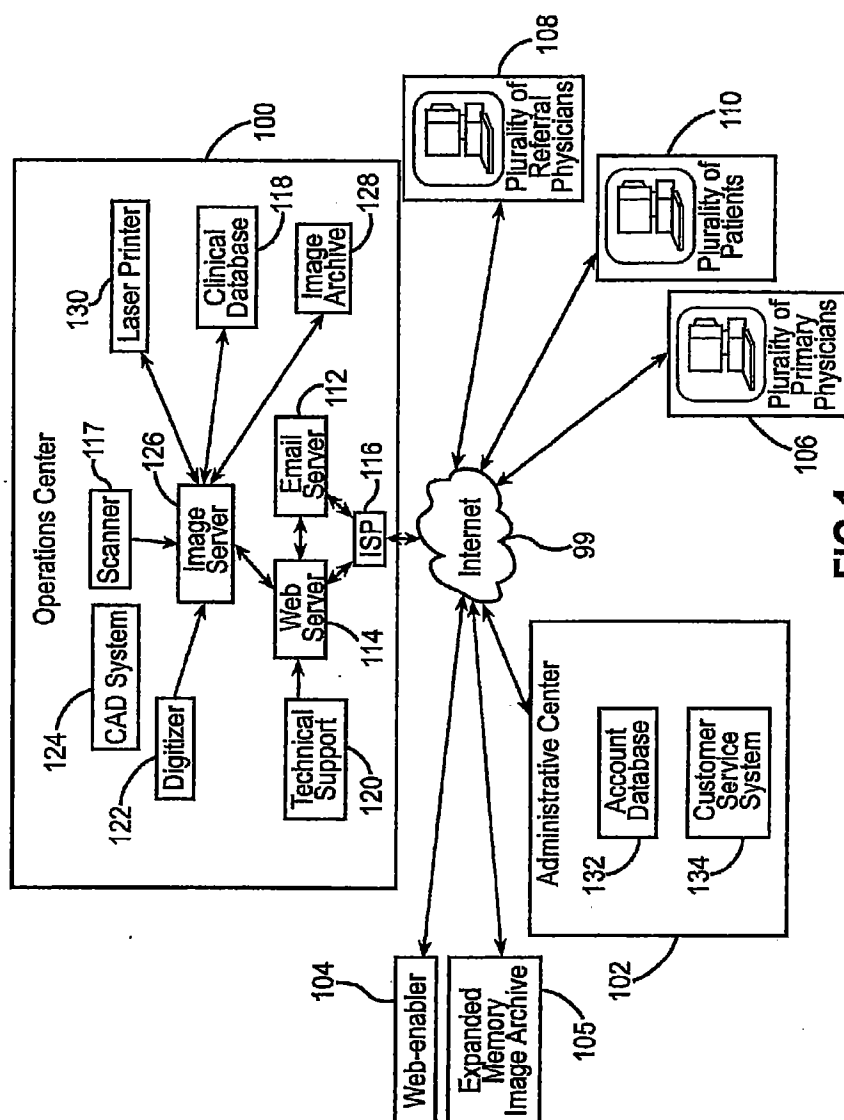 Operations Center
100
124
CAD System
117
Scanner
126
Image
Server
130
Laser Printer
Clinical
Database
118
Image
Archive
128
122
Digitizer
Technical
Support
120
Web
Server
114
Email
Server
112
ISP
116
Internet
99
104
Web-enabler
Expanded
Memory
Image Archive
105
Administrative Center
Account
Database
132
Customer
Service
System
134
102
108
Plurality of
Referral
Physicians
110
Plurality of
Patients
Plurality of
Primary
Physicians
106